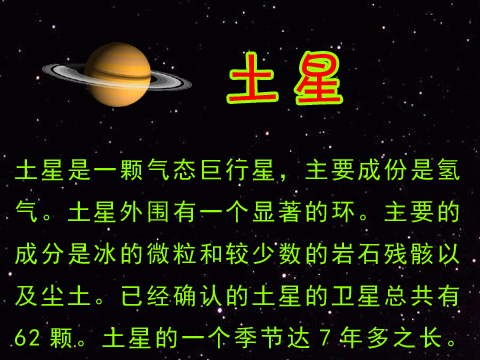 土星
土星是一颗气态巨行星，主要成份是氢
气。土星外围有一个显著的环。主要的
成分是冰的微粒和较少数的岩石残骸以
及尘土。已经确认的土星的卫星总共有
62 颗。土星的一个季节达 7 年多之长。